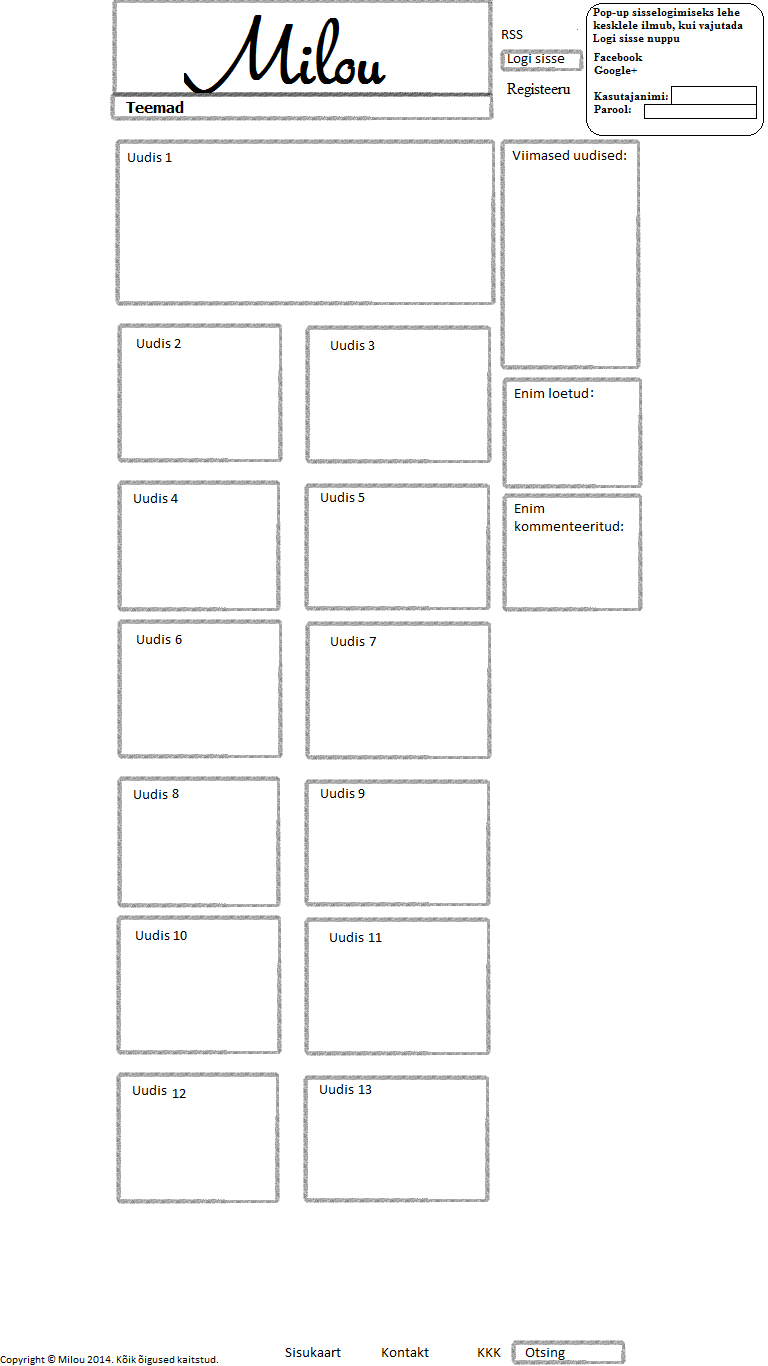 Milou
Teemad
RSS
Logi sisse
Registeeru
Pop-up sisselogimiseks lehe
kesklele ilmub, kui vajutada
Logi sisse nuppu
Facebook
Google+
Kasutajanimi:
Parool:
Uudis 1
Viimased uudised:
Uudis 2
Uudis 3
Enim loetud:
Uudis 4
Uudis 5
Enim
kommenteeritud:
Uudis 6
Uudis 7
Uudis 8
Uudis 9
Uudis 10
Uudis 11
Uudis 12
Uudis 13
Copyright © Milou 2014. Kõik õigused kaitstud.
Sisukaart
Kontakt
KKK
Otsing